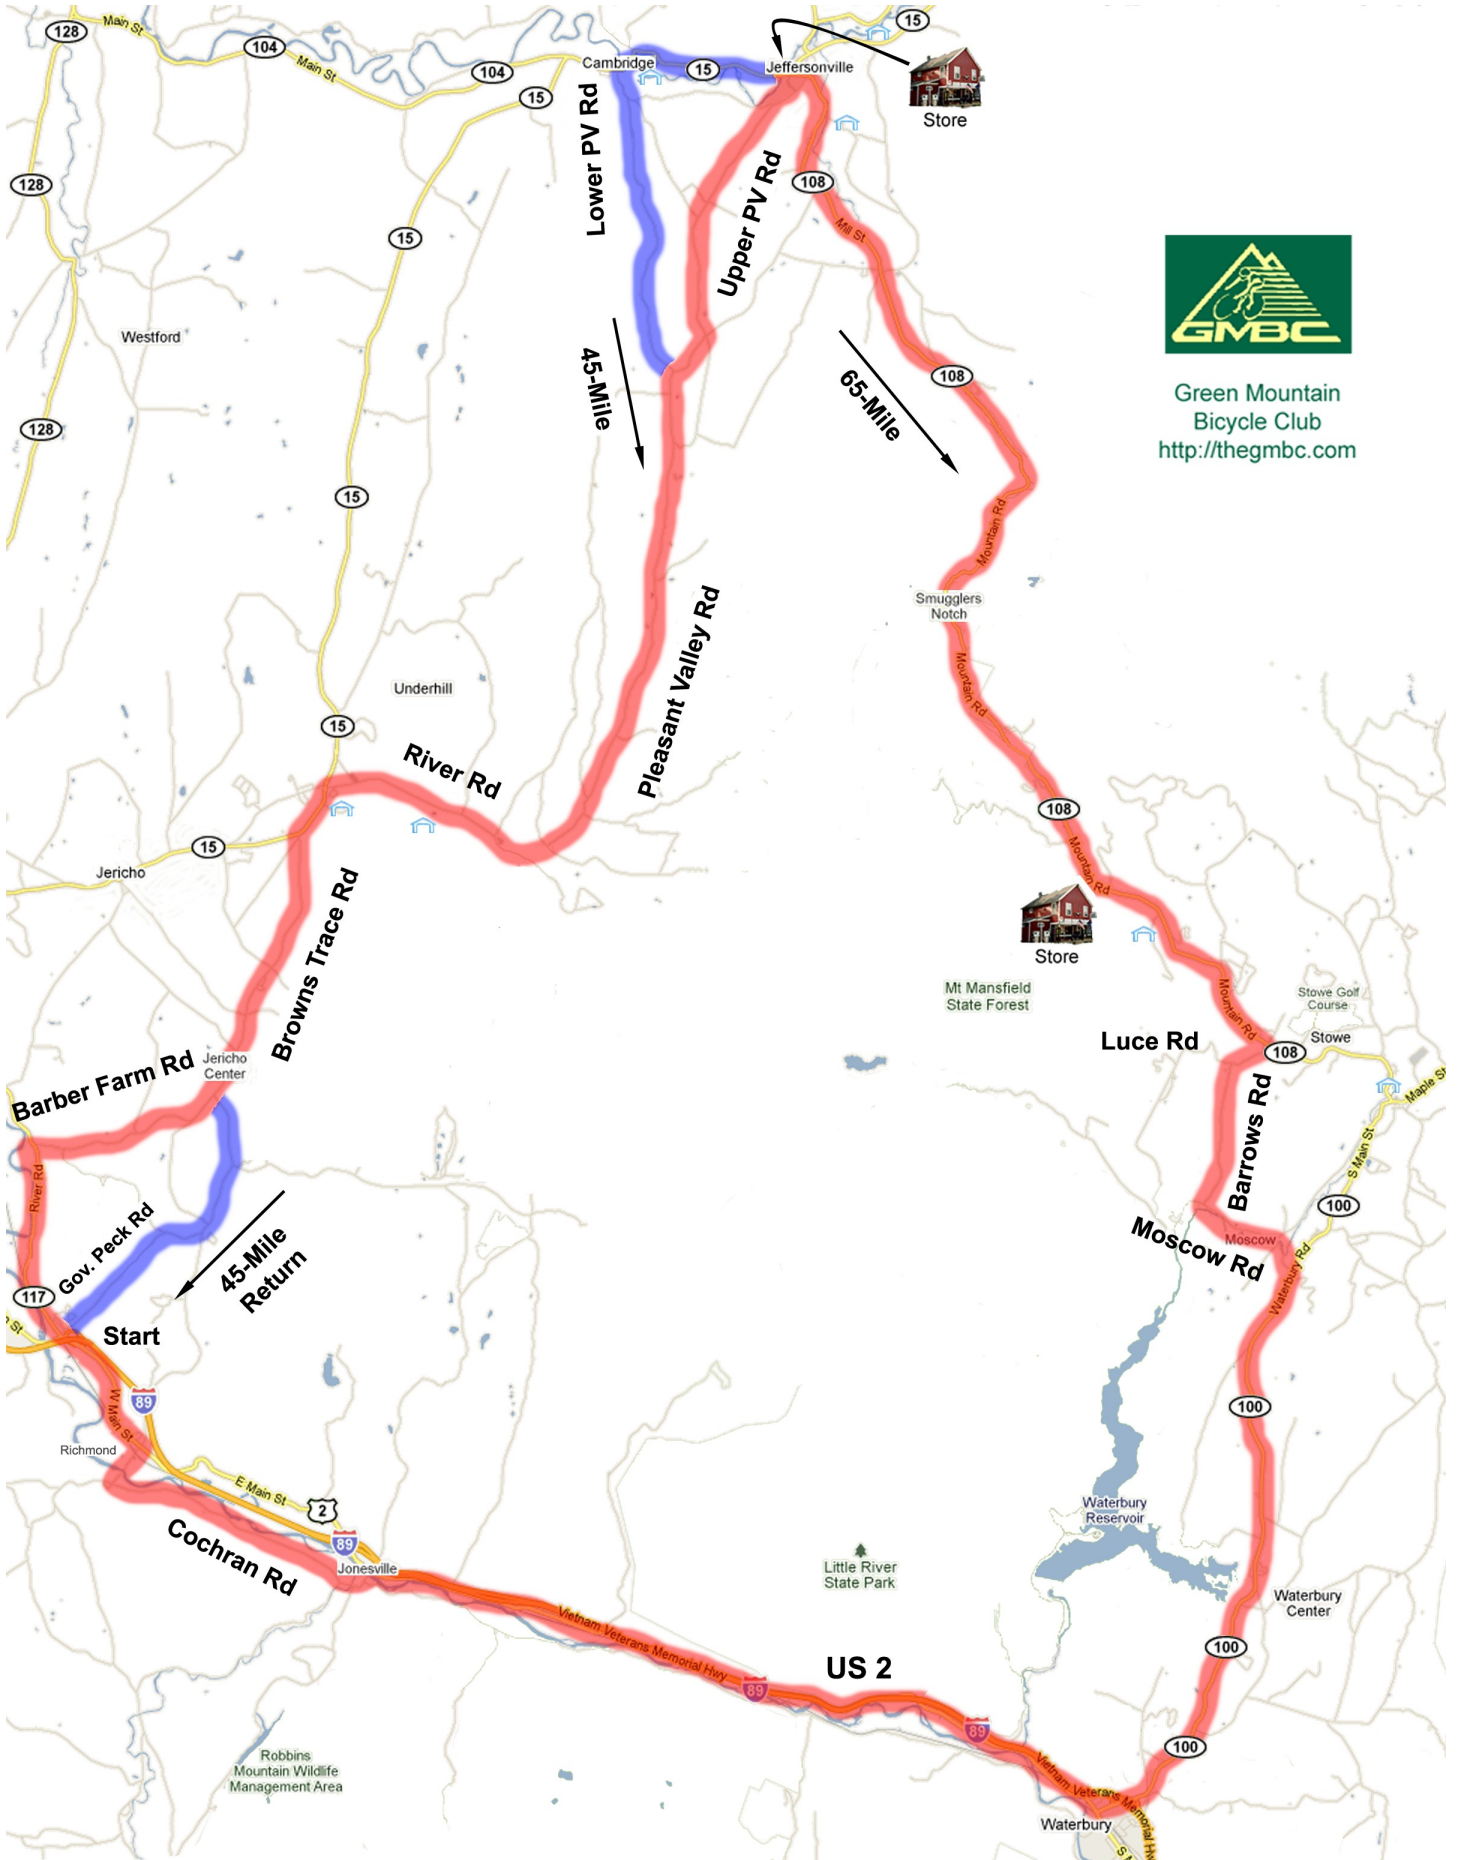 128
Main St
104
Main St
104
15
Cambridge
15
Jeffersonville
15
Store
Lower PV Rd
Upper PV Rd
108
Mill St
128
15
Westford
128
45-Mile
65-Mile
108
GMBC
Green Mountain
Bicycle Club
http://thegmbc.com
15
Mountain Rd
Smugglers
Notch
Mountain Rd
Underhill
15
River Rd
Pleasant Valley Rd
108
Mountain Rd
15
Jericho
Store
Browns Trace Rd
Mt Mansfield
State Forest
Mountain Rd
Stowe Golf
Course
Luce Rd
108
Stowe
Barber Farm Rd
Jericho
Center
Barrows Rd
Maple St
S Main St
River Rd
Gov. Peck Rd
45-Mile
Return
100
Moscow
Moscow Rd
Waterbury Rd
117
Start
89
W Main St
100
Richmond
E Main St
2
89
Jonesville
Cochran Rd
Waterbury
Reservoir
Little River
State Park
Waterbury
Center
Vietnam Veterans Memorial Hwy
100
US 2
89
89
100
Robbins
Mountain Wildlife
Management Area
Vietnam Veterans Memorial Hwy
Waterbury